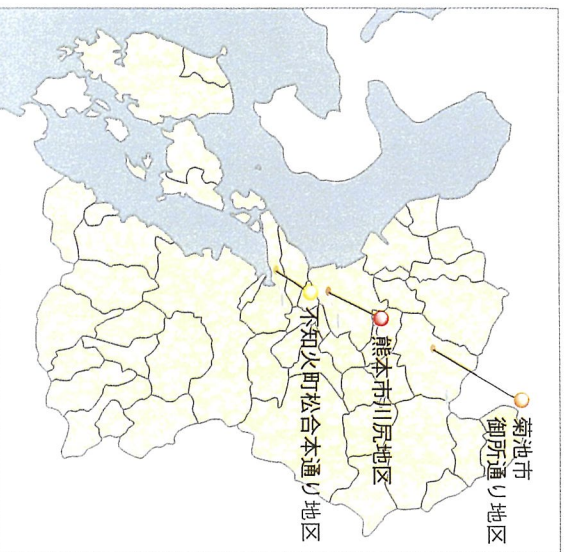 菊池市
御所通り地区
熊本市川尻地区
不知火町松合本通り地区